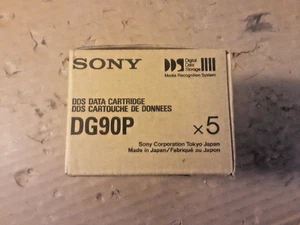 SONY
DDS
Digital
Data
Storage
Media Recognition System
DDS DATA CARTRIDGE
DDS CARTOUCHE DE DONNEES
DG90P
×5
Sony Corporation Tokyo Japan
Made in Japan/Fabriqué au Japon